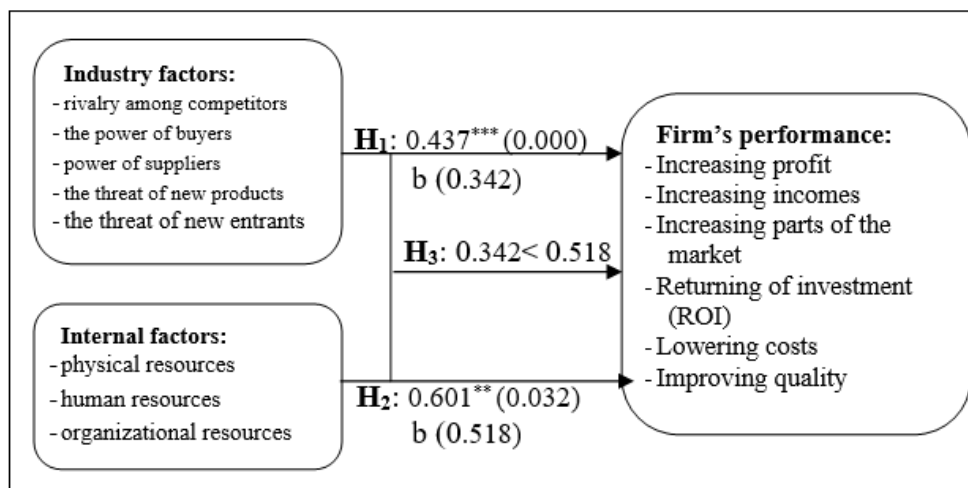 Industry factors:
- rivalry among competitors
- the power of buyers
- power of suppliers
- the threat of new products
- the threat of new entrants
Internal factors:
- physical resources
- human resources
- organizational resources
H₁: 0.437*** (0.000)
b (0.342)
H₃: 0.342< 0.518
H₂: 0.601** (0.032)
b (0.518)
Firm's performance:
- Increasing profit
- Increasing incomes
- Increasing parts of the
market
- Returning of investment
(ROI)
- Lowering costs
- Improving quality